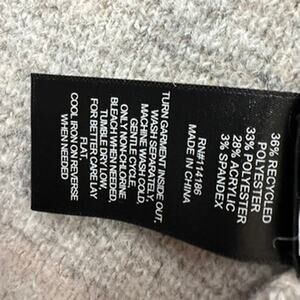 36% RECYCLED
POLYESTER
33% POLYESTER
28% ACRYLIC
3% SPANDEX
RN#114186
MADE IN CHINA
TURN GARMENT INSIDE OUT,
WASH SEPARATELY,
MACHINE WASH COLD,
GENTLE CYCLE,
ONLY NON-CHLORINE
BLEACH WHEN NEEDED,
TUMBLE DRY LOW,
FOR BETTER CARE LAY
FLAT,
COOL IRON ON REVERSE
WHEN NEEDED